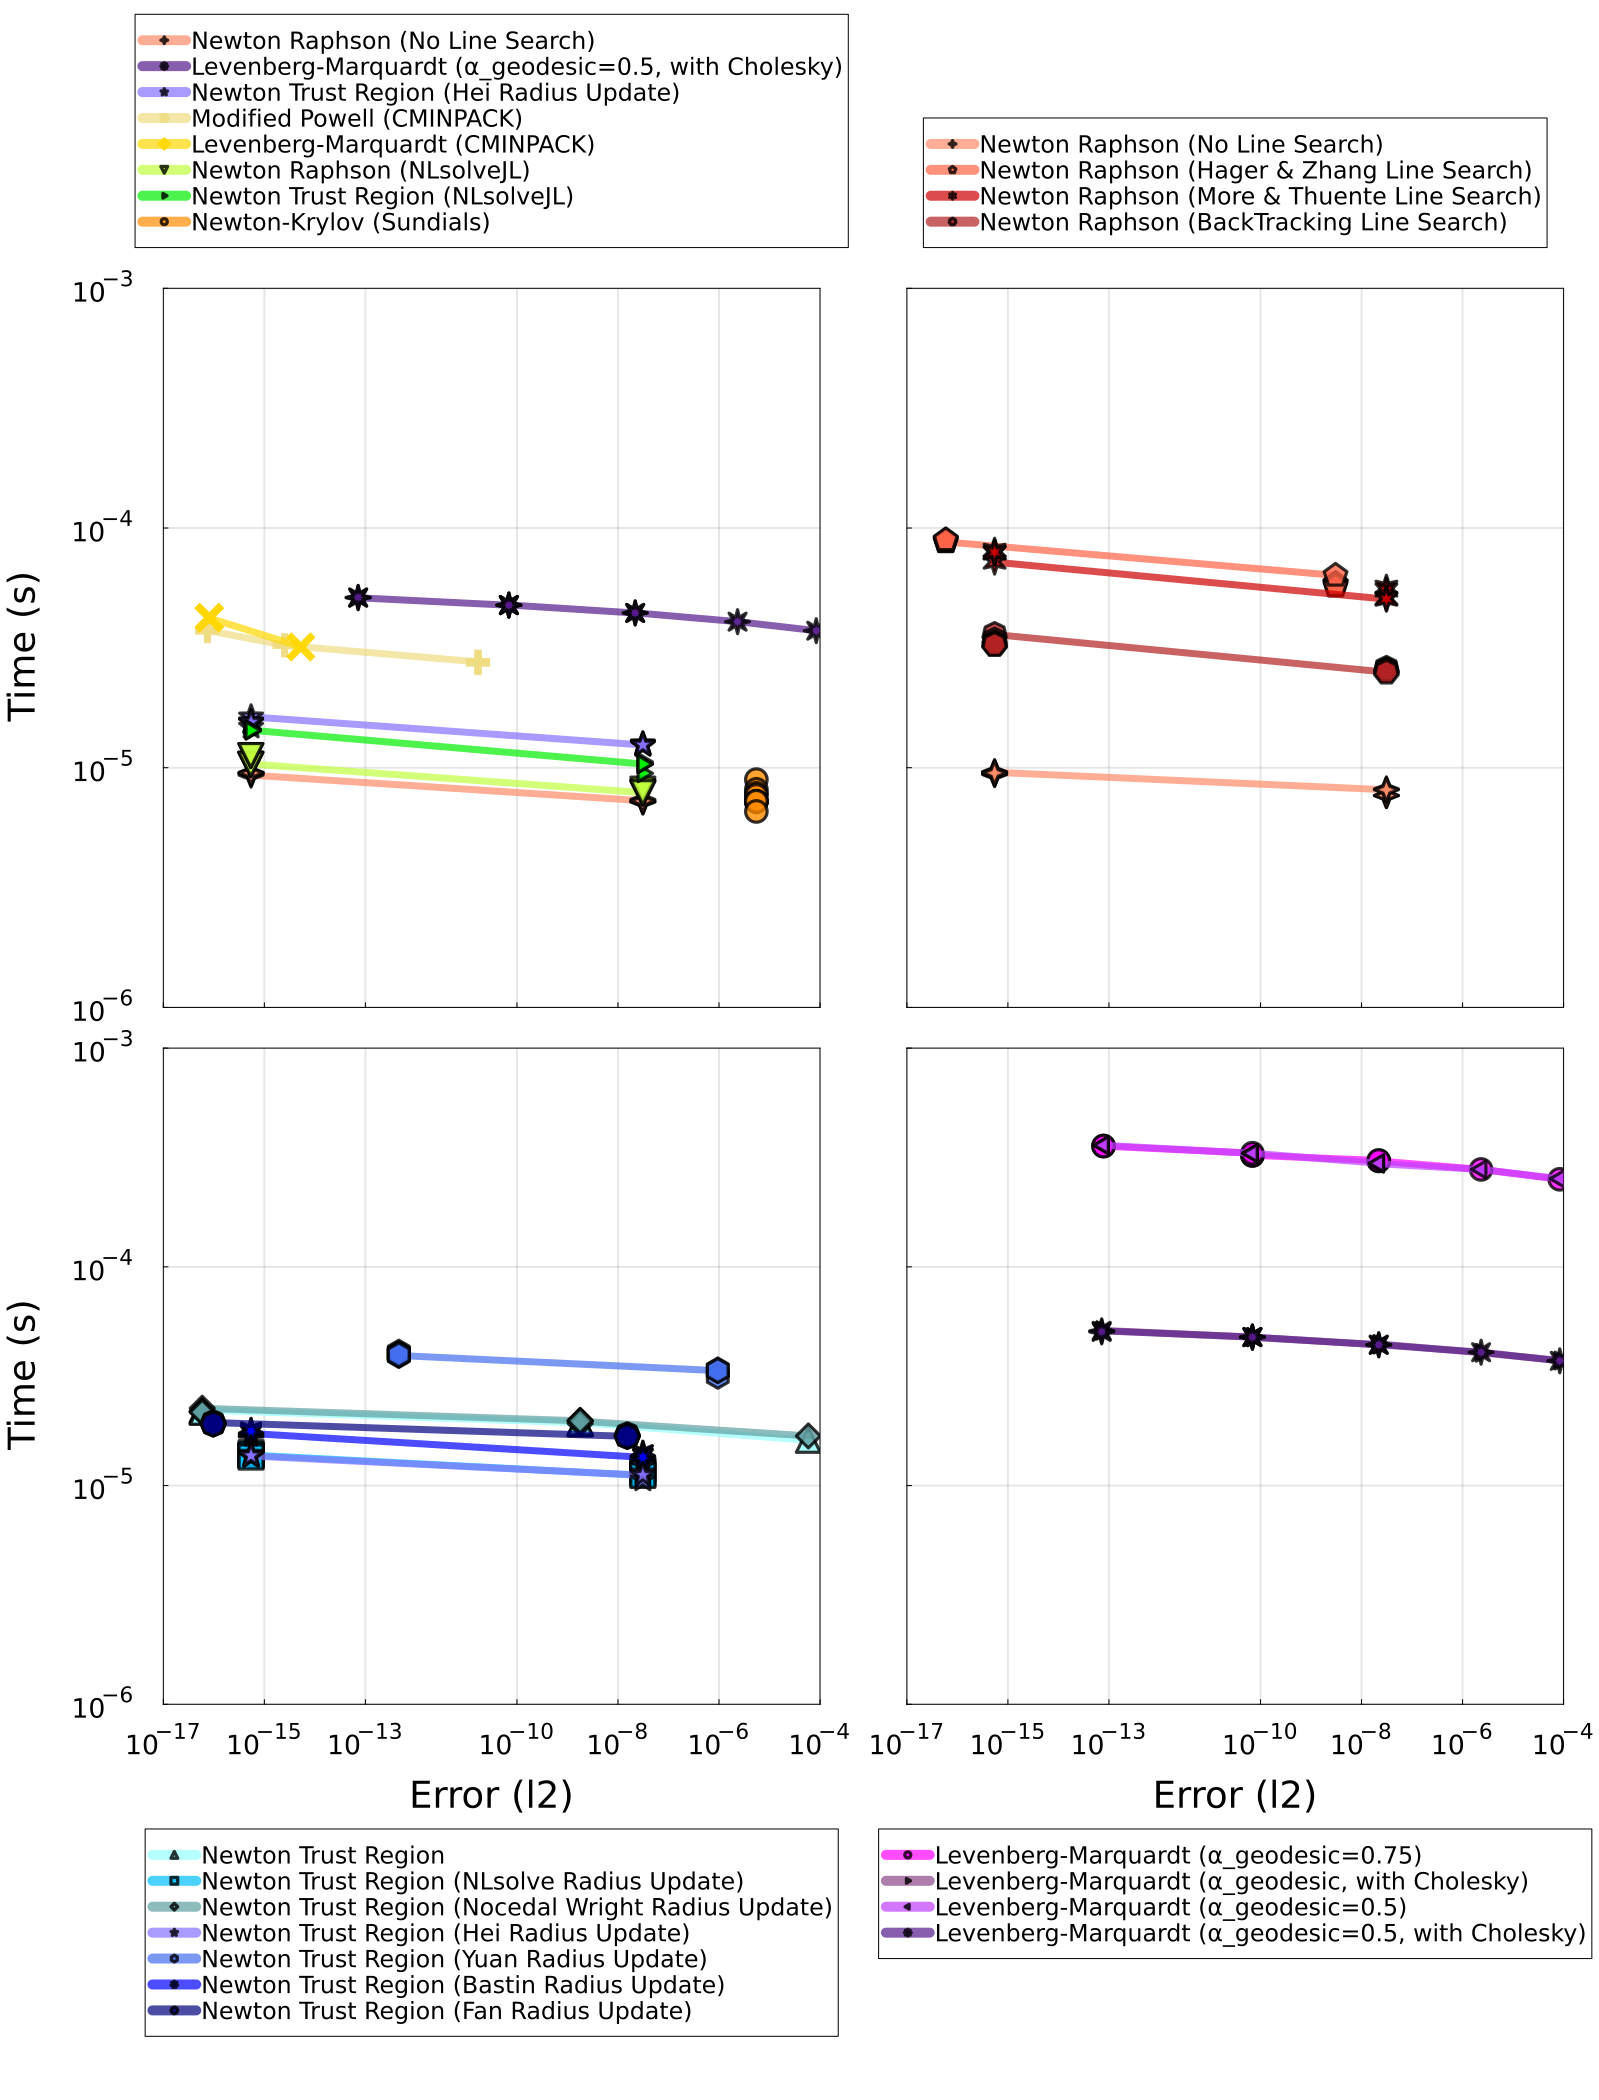 Newton Raphson (No Line Search)
Levenberg-Marquardt (α_geodesic=0.5, with Cholesky)
Newton Trust Region (Hei Radius Update)
Modified Powell (CMINPACK)
Levenberg-Marquardt (CMINPACK)
Newton Raphson (NLsolveJL)
Newton Trust Region (NLsolveJL)
Newton-Krylov (Sundials)
Newton Raphson (No Line Search)
Newton Raphson (Hager & Zhang Line Search)
Newton Raphson (More & Thuente Line Search)
Newton Raphson (BackTracking Line Search)
10⁻³
10⁻⁴
10⁻⁵
10⁻⁶
Time (s)
10⁻³
10⁻⁴
10⁻⁵
10⁻⁶
Time (s)
10⁻¹⁷ 10⁻¹⁵ 10⁻¹³ 10⁻¹⁰ 10⁻⁸ 10⁻⁶ 10⁻⁴
Error (l2)
10⁻¹⁷ 10⁻¹⁵ 10⁻¹³ 10⁻¹⁰ 10⁻⁸ 10⁻⁶ 10⁻⁴
Error (l2)
Newton Trust Region
Newton Trust Region (NLsolve Radius Update)
Newton Trust Region (Nocedal Wright Radius Update)
Newton Trust Region (Hei Radius Update)
Newton Trust Region (Yuan Radius Update)
Newton Trust Region (Bastin Radius Update)
Newton Trust Region (Fan Radius Update)
Levenberg-Marquardt (α_geodesic=0.75)
Levenberg-Marquardt (α_geodesic, with Cholesky)
Levenberg-Marquardt (α_geodesic=0.5)
Levenberg-Marquardt (α_geodesic=0.5, with Cholesky)